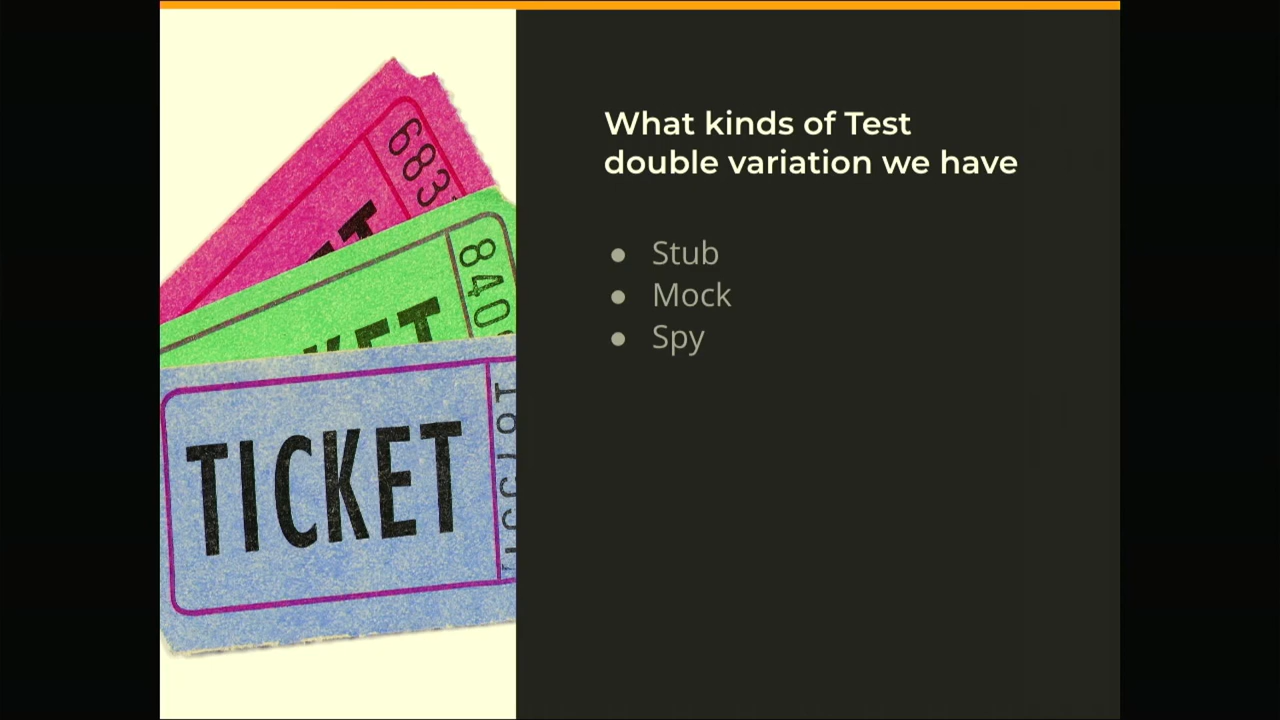 What kinds of Test
double variation we have
● Stub
● Mock
● Spy
683
840
TICKET